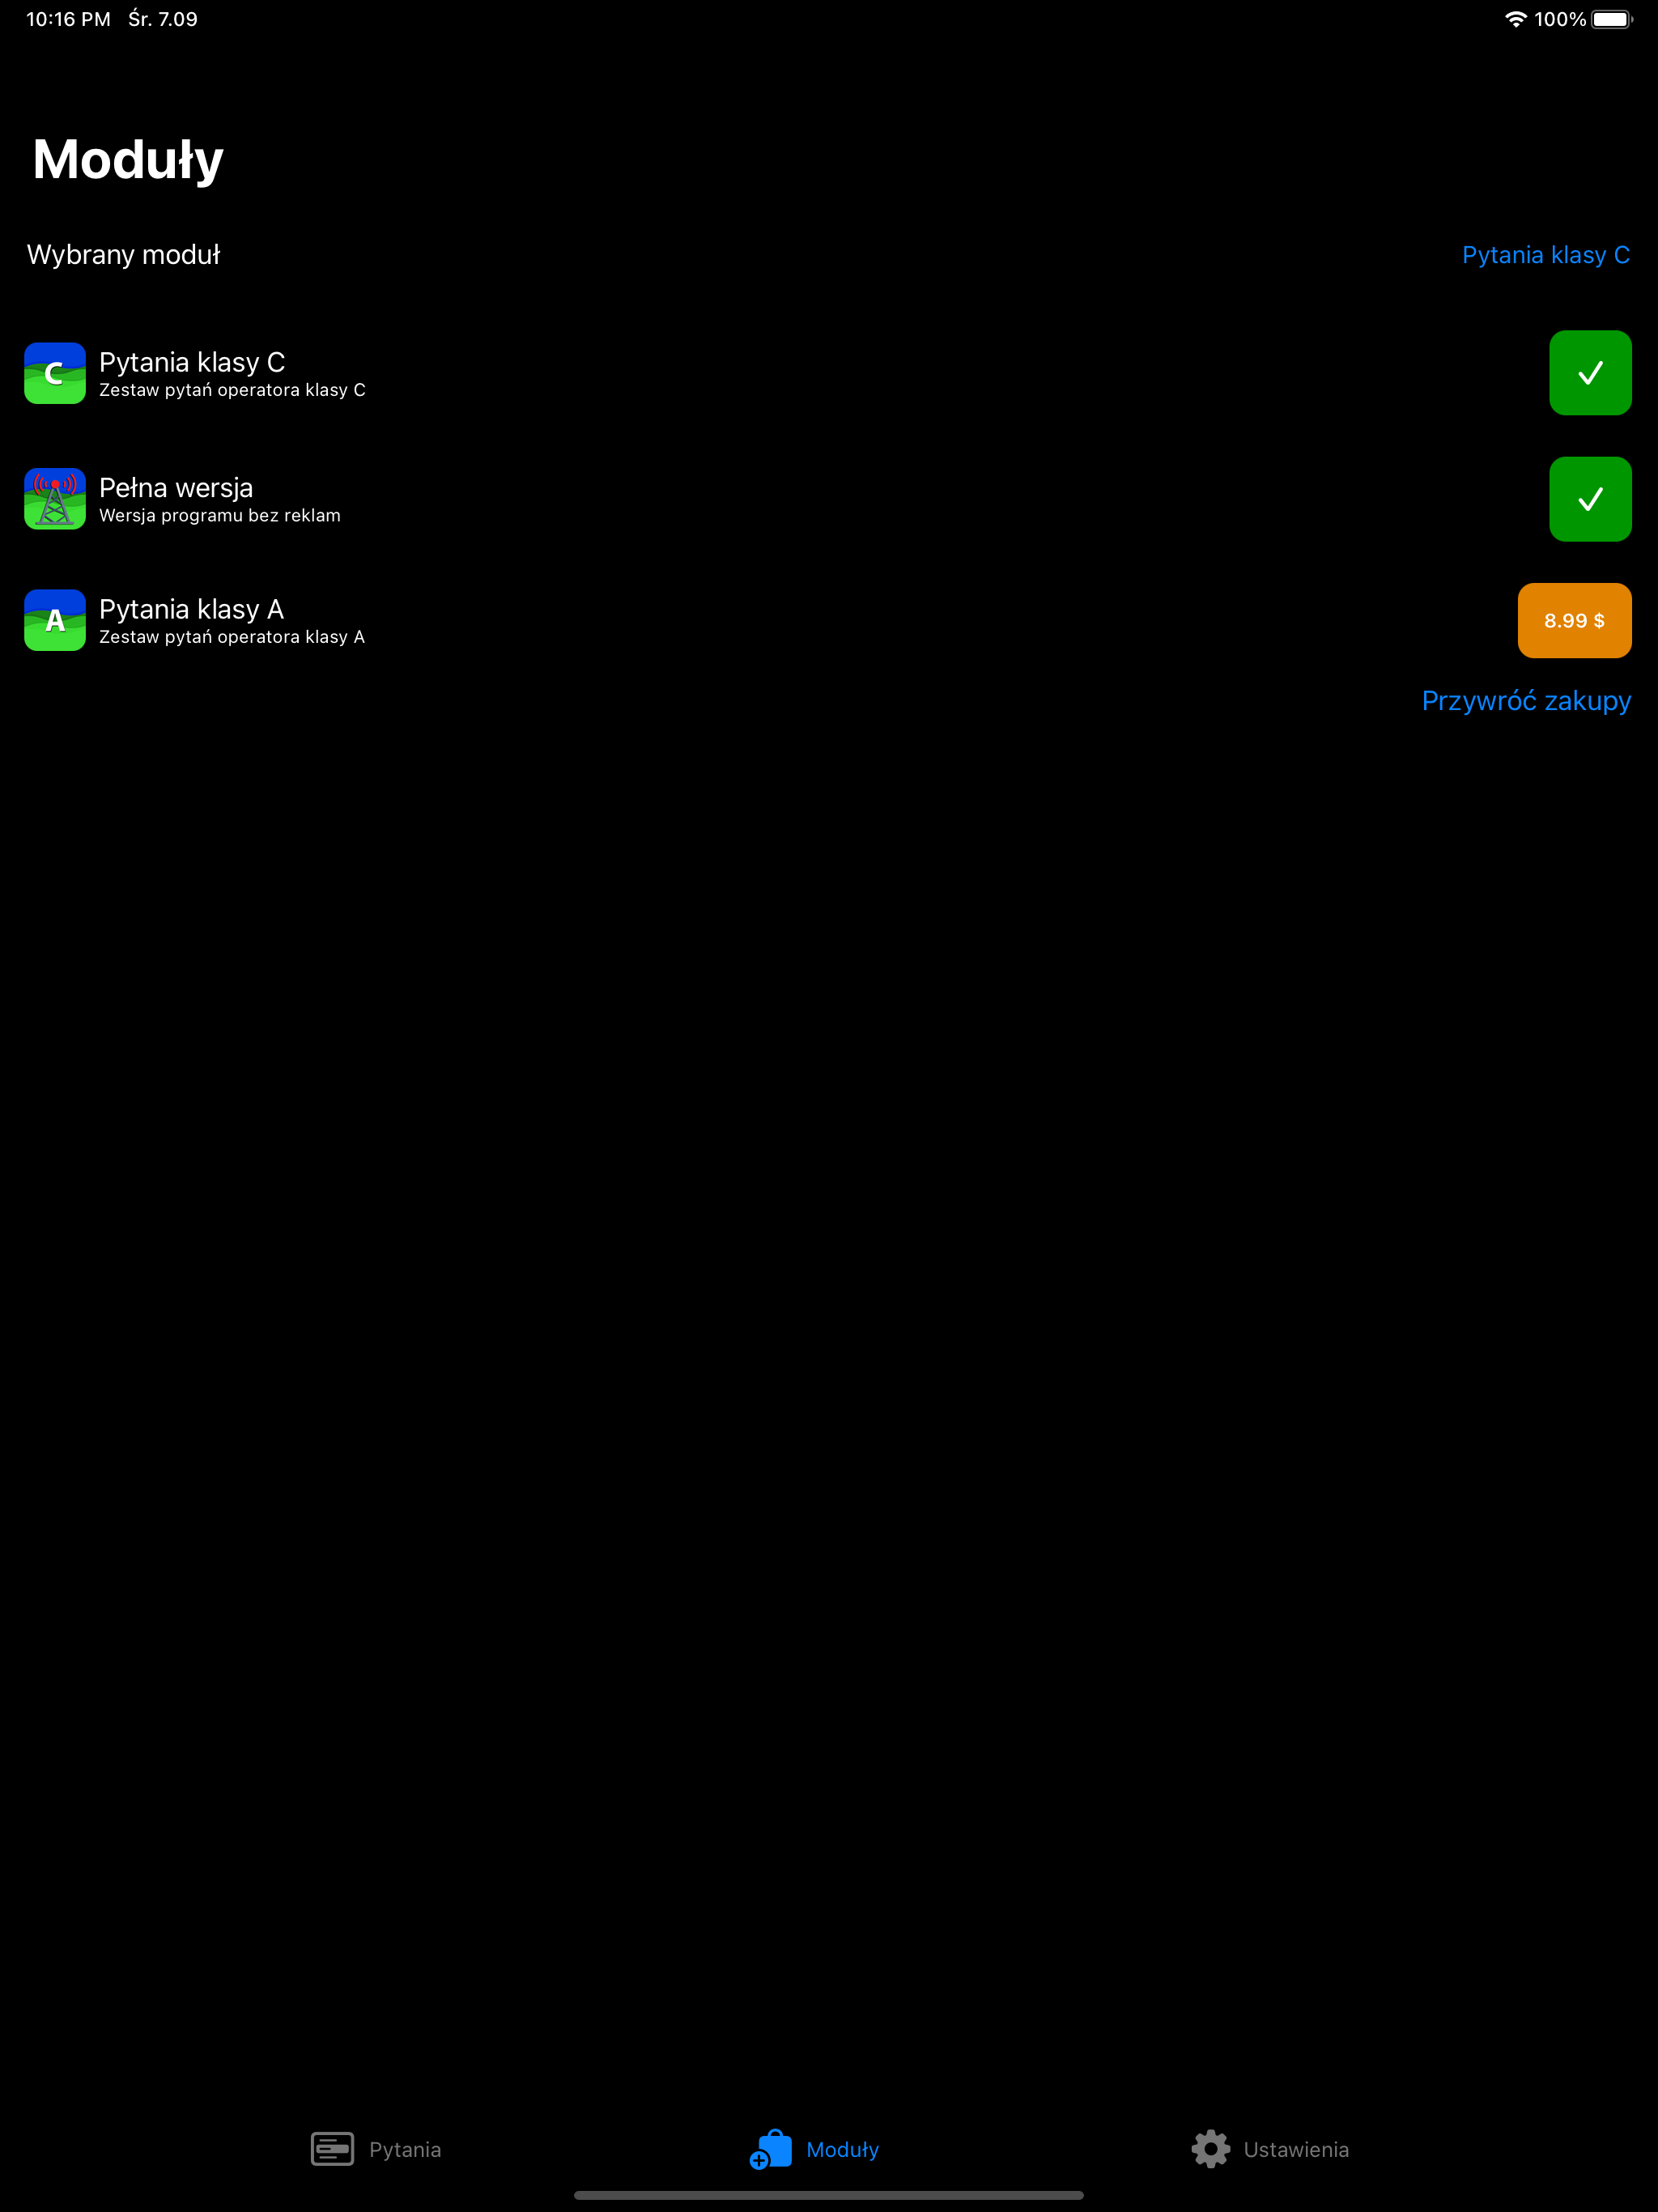 10:16 PM Śr. 7.09 100%
Moduły
Wybrany moduł Pytania klasy C
C Pytania klasy C
Zestaw pytań operatora klasy C
Pełna wersja
Wersja programu bez reklam
A Pytania klasy A 8.99 $
Zestaw pytań operatora klasy A
Przywróć zakupy
Pytania Moduły Ustawienia